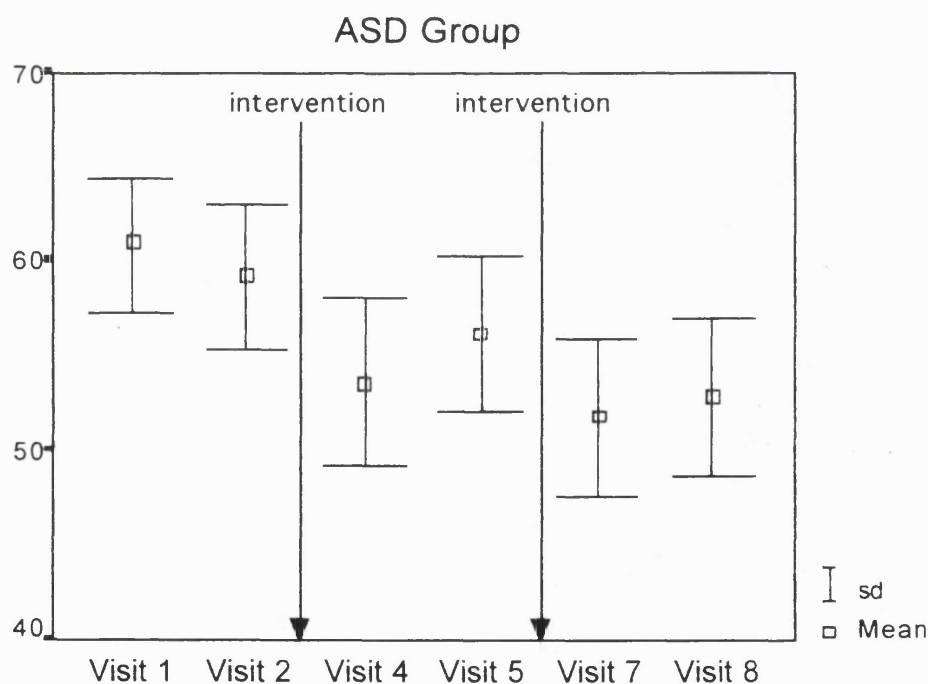 ASD Group
70
intervention intervention
60
50
40
sd
Mean
Visit 1 Visit 2 Visit 4 Visit 5 Visit 7 Visit 8